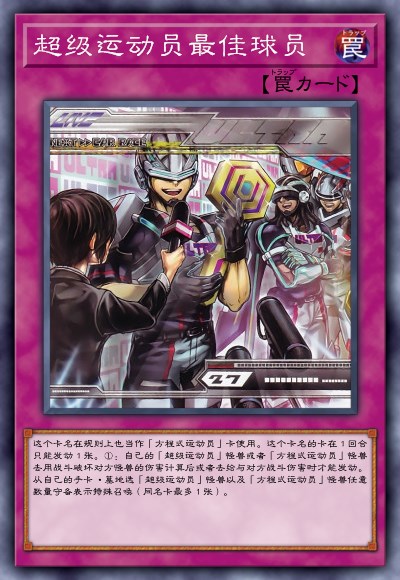 超级运动员最佳球员
罠
トラップ
【罠カード】
トラップ
ULTRA
27
这个卡名在规则上也当作「方程式运动员」卡使用。这个卡名的卡在1回合
只能发动1张。①：自己的「超级运动员」怪兽或者「方程式运动员」怪兽
去用战斗破坏对方怪兽的伤害计算后或者去给与对方战斗伤害时才能发动。
从自己的手卡·墓地选「超级运动员」怪兽以及「方程式运动员」怪兽任意
数量守备表示特殊召唤（同名卡最多1张）。